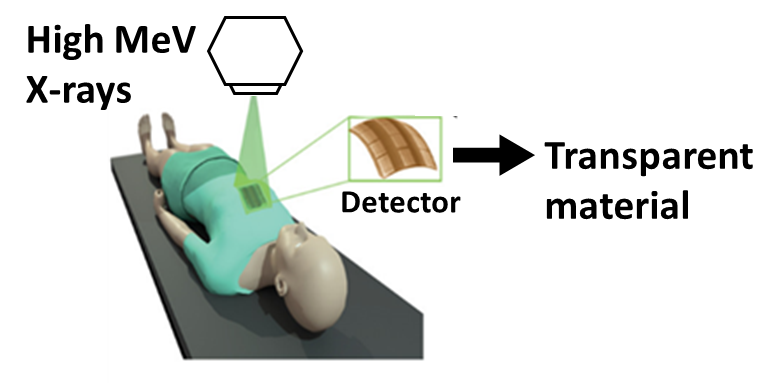 High MeV
X-rays
Detector
Transparent
material